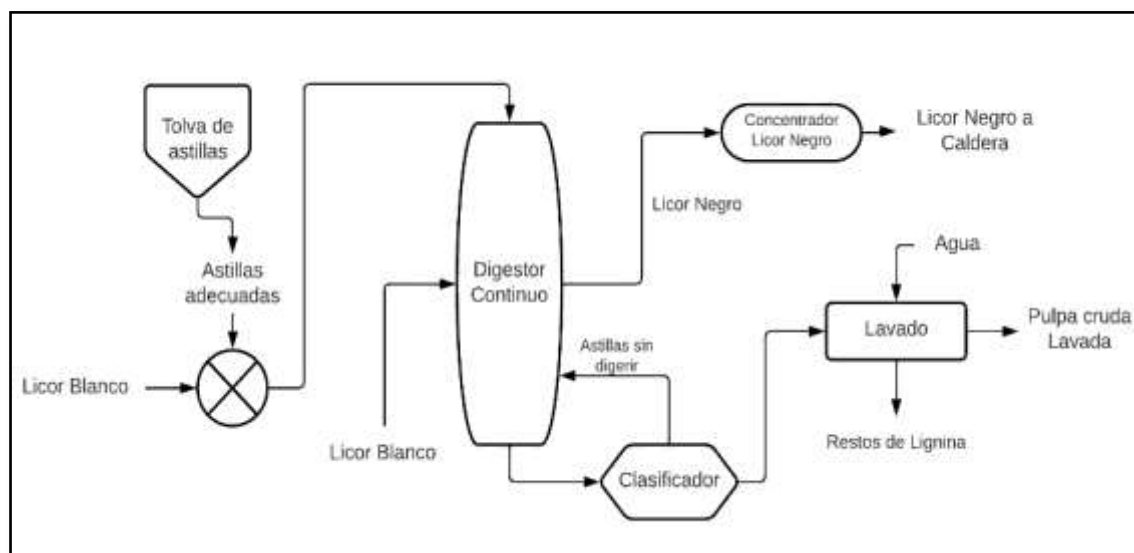 Tolva de
astillas
Astillas
adecuadas
Licor Blanco
Licor Blanco
Digestor
Continuo
Licor Negro
Concentrador
Licor Negro
Licor Negro a
Caldera
Astillas sin
digerir
Clasificador
Agua
Lavado
Pulpa cruda
Lavada
Restos de Lignina